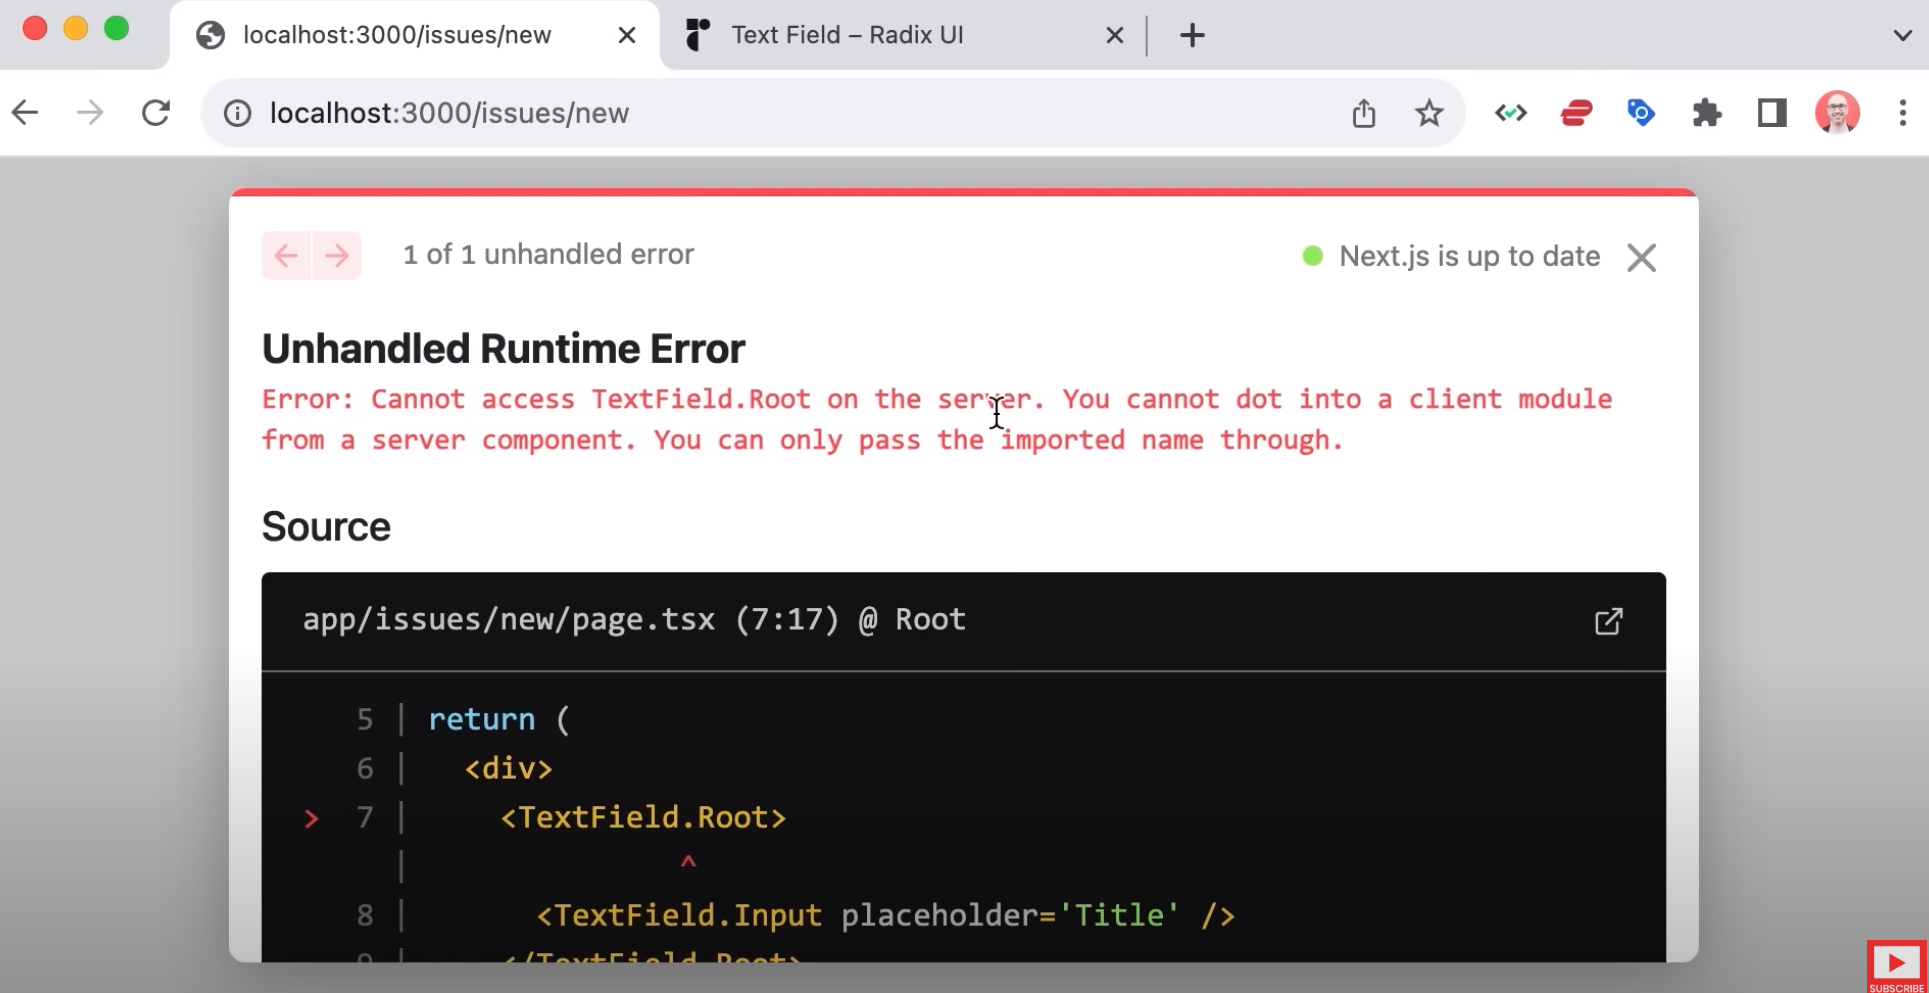 localhost:3000/issues/new
Text Field – Radix UI
localhost:3000/issues/new
1 of 1 unhandled error
Next.js is up to date
Unhandled Runtime Error
Error: Cannot access TextField.Root on the server. You cannot dot into a client module
from a server component. You can only pass the imported name through.
Source
app/issues/new/page.tsx (7:17) @ Root
5 | return (
6 | <div>
> 7 | <TextField.Root>
| ^
8 | <TextField.Input placeholder='Title' />
9 | </TextField.Root>
SUBSCRIBE